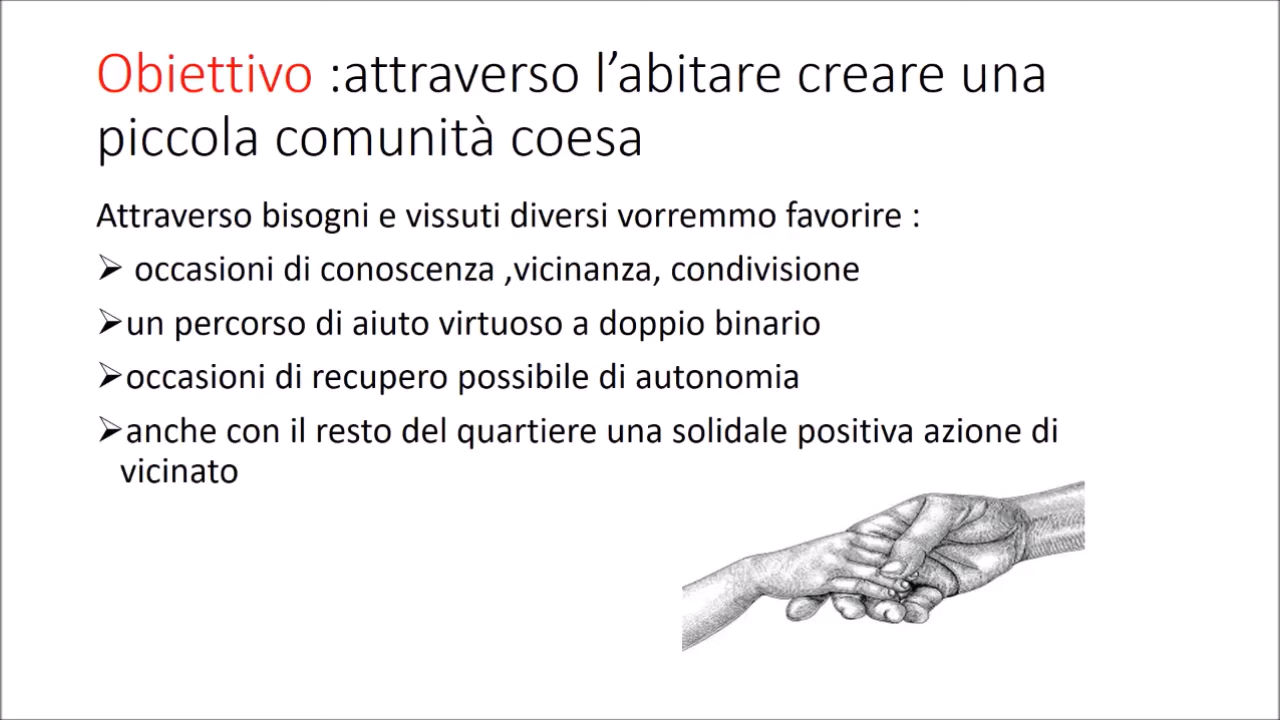 Obiettivo :attraverso l’abitare creare una
piccola comunità coesa
Attraverso bisogni e vissuti diversi vorremmo favorire :
➢ occasioni di conoscenza ,vicinanza, condivisione
➢un percorso di aiuto virtuoso a doppio binario
➢occasioni di recupero possibile di autonomia
➢anche con il resto del quartiere una solidale positiva azione di
vicinato